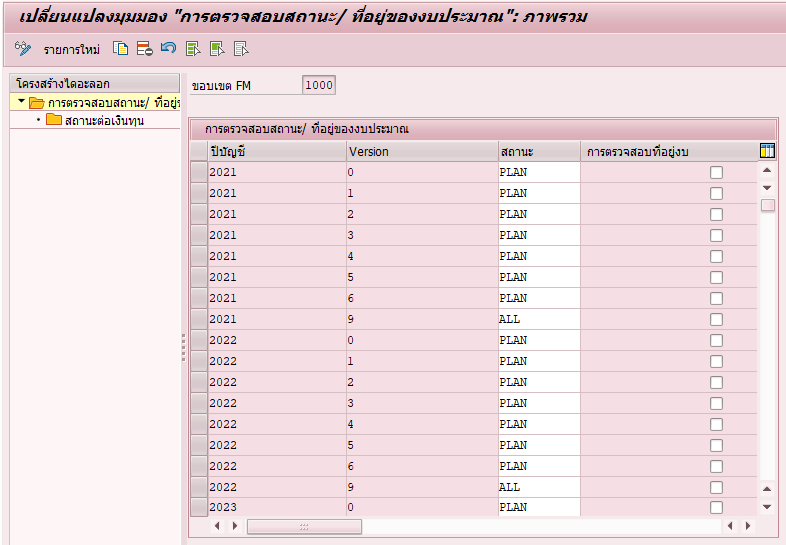 เปลี่ยนแปลงมุมมอง "การตรวจสอบสถานะ/ ที่อยู่ของงบประมาณ": ภาพรวม
รายการใหม่
โครงสร้างไดอะลอก
การตรวจสอบสถานะ/ ที่อยู่ข
สถานะต่อเงินทุน
ขอบเขต FM 1000
การตรวจสอบสถานะ/ ที่อยู่ของงบประมาณ
ปีบัญชี Version สถานะ การตรวจสอบที่อยู่งบ
2021 0 PLAN
2021 1 PLAN
2021 2 PLAN
2021 3 PLAN
2021 4 PLAN
2021 5 PLAN
2021 6 PLAN
2021 9 ALL
2022 0 PLAN
2022 1 PLAN
2022 2 PLAN
2022 3 PLAN
2022 4 PLAN
2022 5 PLAN
2022 6 PLAN
2022 9 ALL
2023 0 PLAN